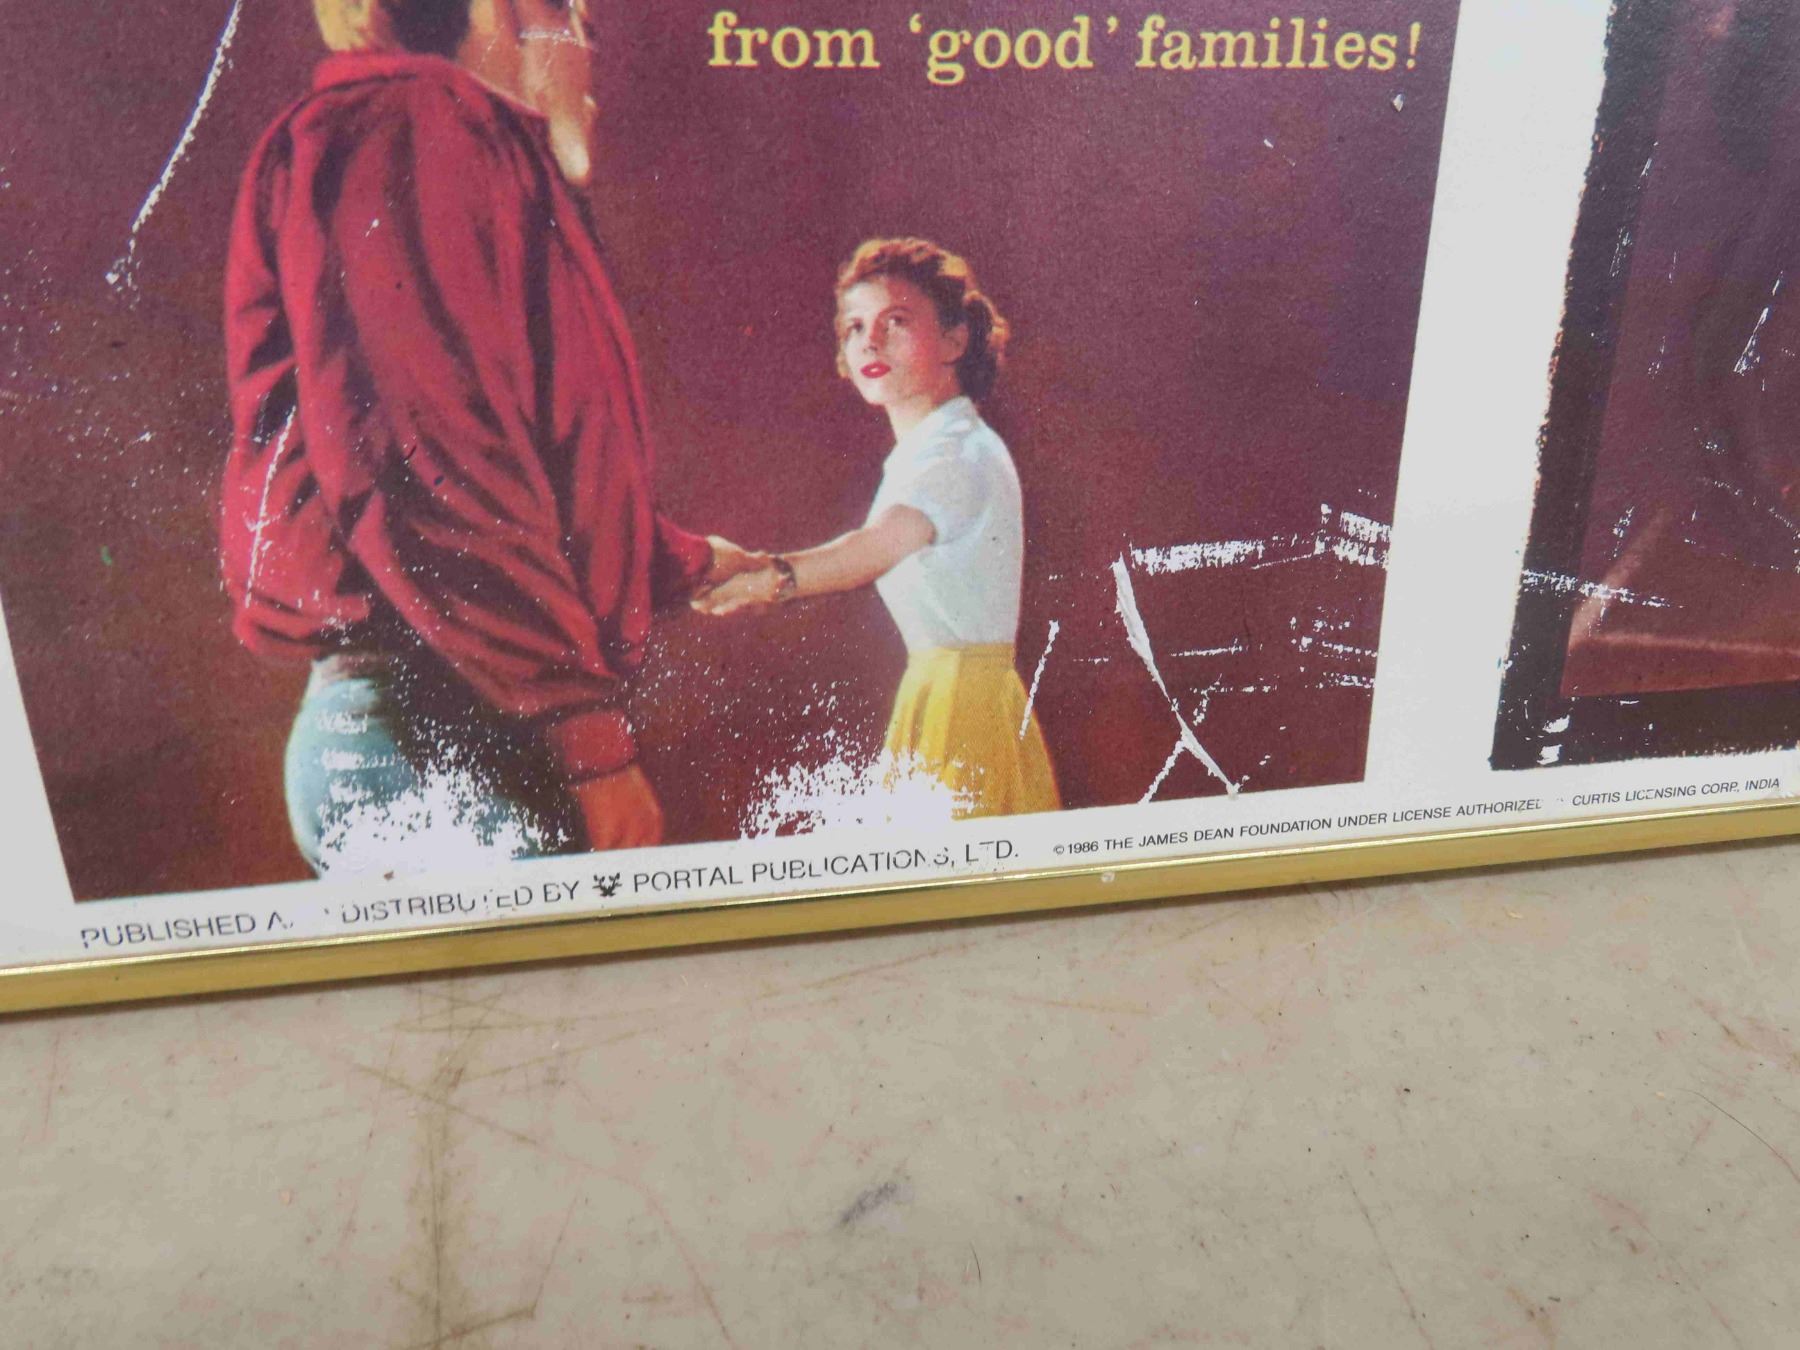 from 'good' families!
PUBLISHED DISTRIBUTED BY PORTAL PUBLICATIONS, LTD.
©1986 THE JAMES DEAN FOUNDATION UNDER LICENSE AUTHORIZED CURTIS LICENSING CORP., INDIA